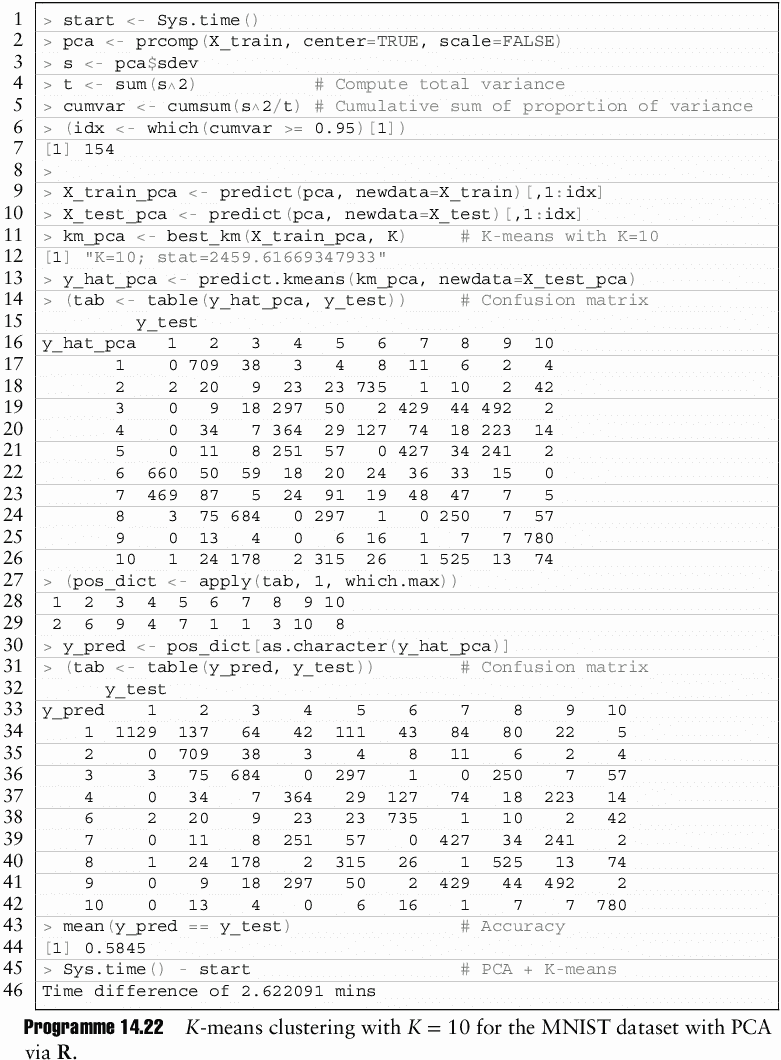 1 > start <- Sys.time()
2 > pca <- prcomp(X_train, center=TRUE, scale=FALSE)
3 > s <- pca$sdev
4 > t <- sum(s^2) # Compute total variance
5 > cumvar <- cumsum(s^2/t) # Cumulative sum of proportion of variance
6 > (idx <- which(cumvar >= 0.95)[1])
7 [1] 154
8 >
9 > X_train_pca <- predict(pca, newdata=X_train)[,1:idx]
10 > X_test_pca <- predict(pca, newdata=X_test)[,1:idx]
11 > km_pca <- best_km(X_train_pca, K) # K-means with K=10
12 [1] "K=10; stat=2459.61669347933"
13 > y_hat_pca <- predict.kmeans(km_pca, newdata=X_test_pca)
14 > (tab <- table(y_hat_pca, y_test)) # Confusion matrix
15 y_test
16 y_hat_pca 1 2 3 4 5 6 7 8 9 10
17 1 0 709 38 3 4 8 11 6 2 4
18 2 2 20 9 23 23 735 1 10 2 42
19 3 0 9 18 297 50 2 429 44 492 2
20 4 0 34 7 364 29 127 74 18 223 14
21 5 0 11 8 251 57 0 427 34 241 2
22 6 660 50 59 18 20 24 36 33 15 0
23 7 469 87 5 24 91 19 48 47 7 5
24 8 3 75 684 0 297 1 0 250 7 57
25 9 0 13 4 0 6 16 1 7 7 780
26 10 1 24 178 2 315 26 1 525 13 74
27 > (pos_dict <- apply(tab, 1, which.max))
28 1 2 3 4 5 6 7 8 9 10
29 2 6 9 4 7 1 1 3 10 8
30 > y_pred <- pos_dict[as.character(y_hat_pca)]
31 > (tab <- table(y_pred, y_test)) # Confusion matrix
32 y_test
33 y_pred 1 2 3 4 5 6 7 8 9 10
34 1 1129 137 64 42 111 43 84 80 22 5
35 2 0 709 38 3 4 8 11 6 2 4
36 3 3 75 684 0 297 1 0 250 7 57
37 4 0 34 7 364 29 127 74 18 223 14
38 6 2 20 9 23 23 735 1 10 2 42
39 7 0 11 8 251 57 0 427 34 241 2
40 8 1 24 178 2 315 26 1 525 13 74
41 9 0 9 18 297 50 2 429 44 492 2
42 10 0 13 4 0 6 16 1 7 7 780
43 > mean(y_pred == y_test) # Accuracy
44 [1] 0.5845
45 > Sys.time() - start # PCA + K-means
46 Time difference of 2.622091 mins
Programme 14.22 K-means clustering with K = 10 for the MNIST dataset with PCA
via R.